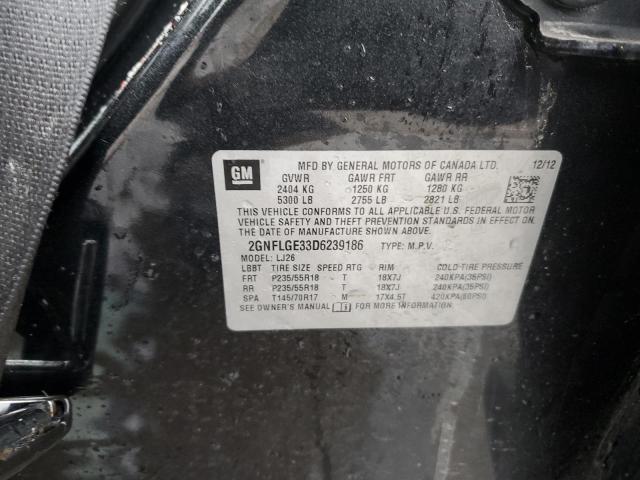 GM MFD BY GENERAL MOTORS OF CANADA LTD. 12/12
GVWR GAWR FRT GAWR RR
2404 KG 1250 KG 1280 KG
5300 LB 2755 LB 2821 LB
THIS VEHICLE CONFORMS TO ALL APPLICABLE U.S. FEDERAL MOTOR
VEHICLE SAFETY AND THEFT PREVENTION STANDARDS IN EFFECT ON
THE DATE OF MANUFACTURE SHOWN ABOVE.
2GNFLGE33D6239186 TYPE: M.P.V.
MODEL: LJ26
LBBT TIRE SIZE SPEED RTG RIM COLD TIRE PRESSURE
FRT P235/55R18 T 18X7J 240KPA(35PSI)
RR P235/55R18 T 18X7J 240KPA(35PSI)
SPA T145/70R17 M 17X4.5T 420KPA(60PSI)
SEE OWNER'S MANUAL FOR MORE INFORMATION.